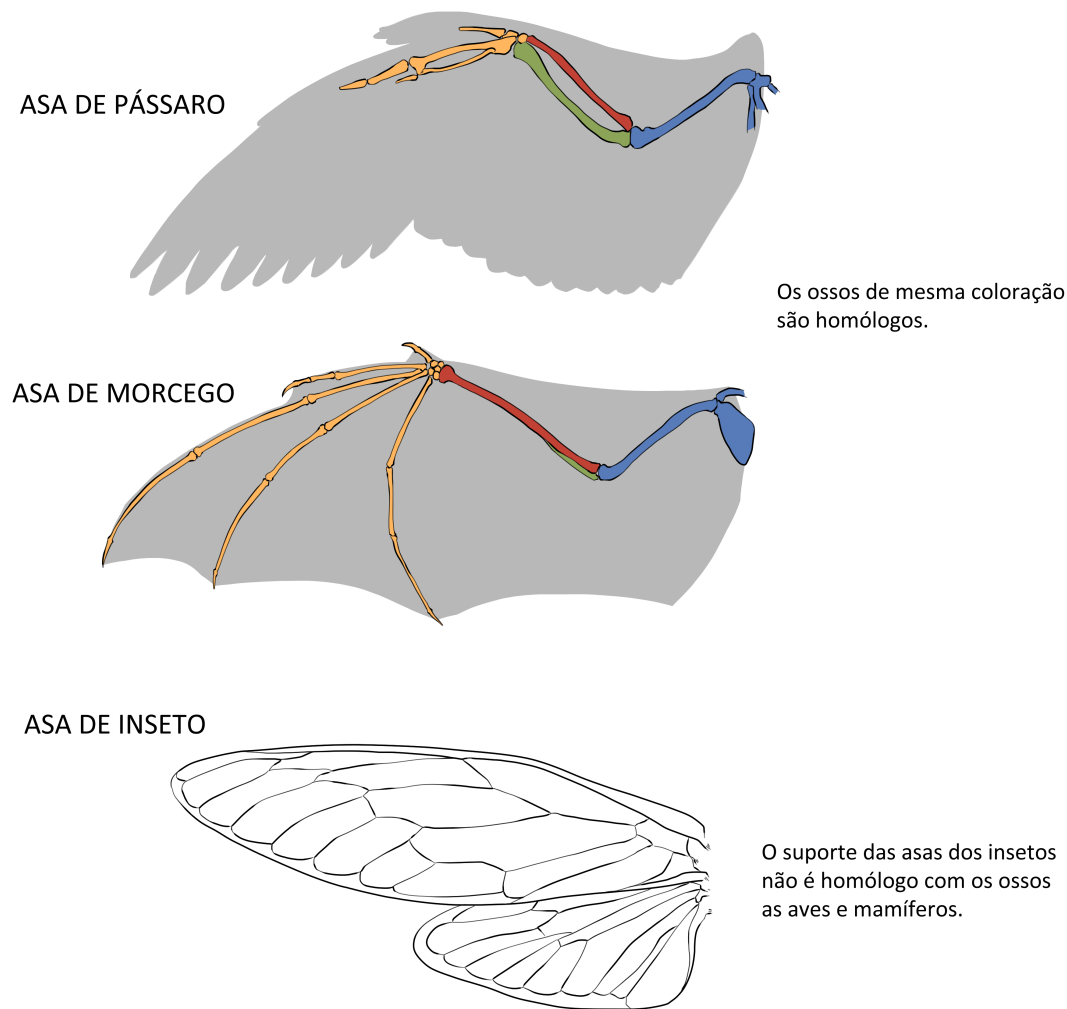 ASA DE PÁSSARO
Os ossos de mesma coloração
são homólogos.
ASA DE MORCEGO
ASA DE INSETO
O suporte das asas dos insetos
não é homólogo com os ossos
as aves e mamíferos.